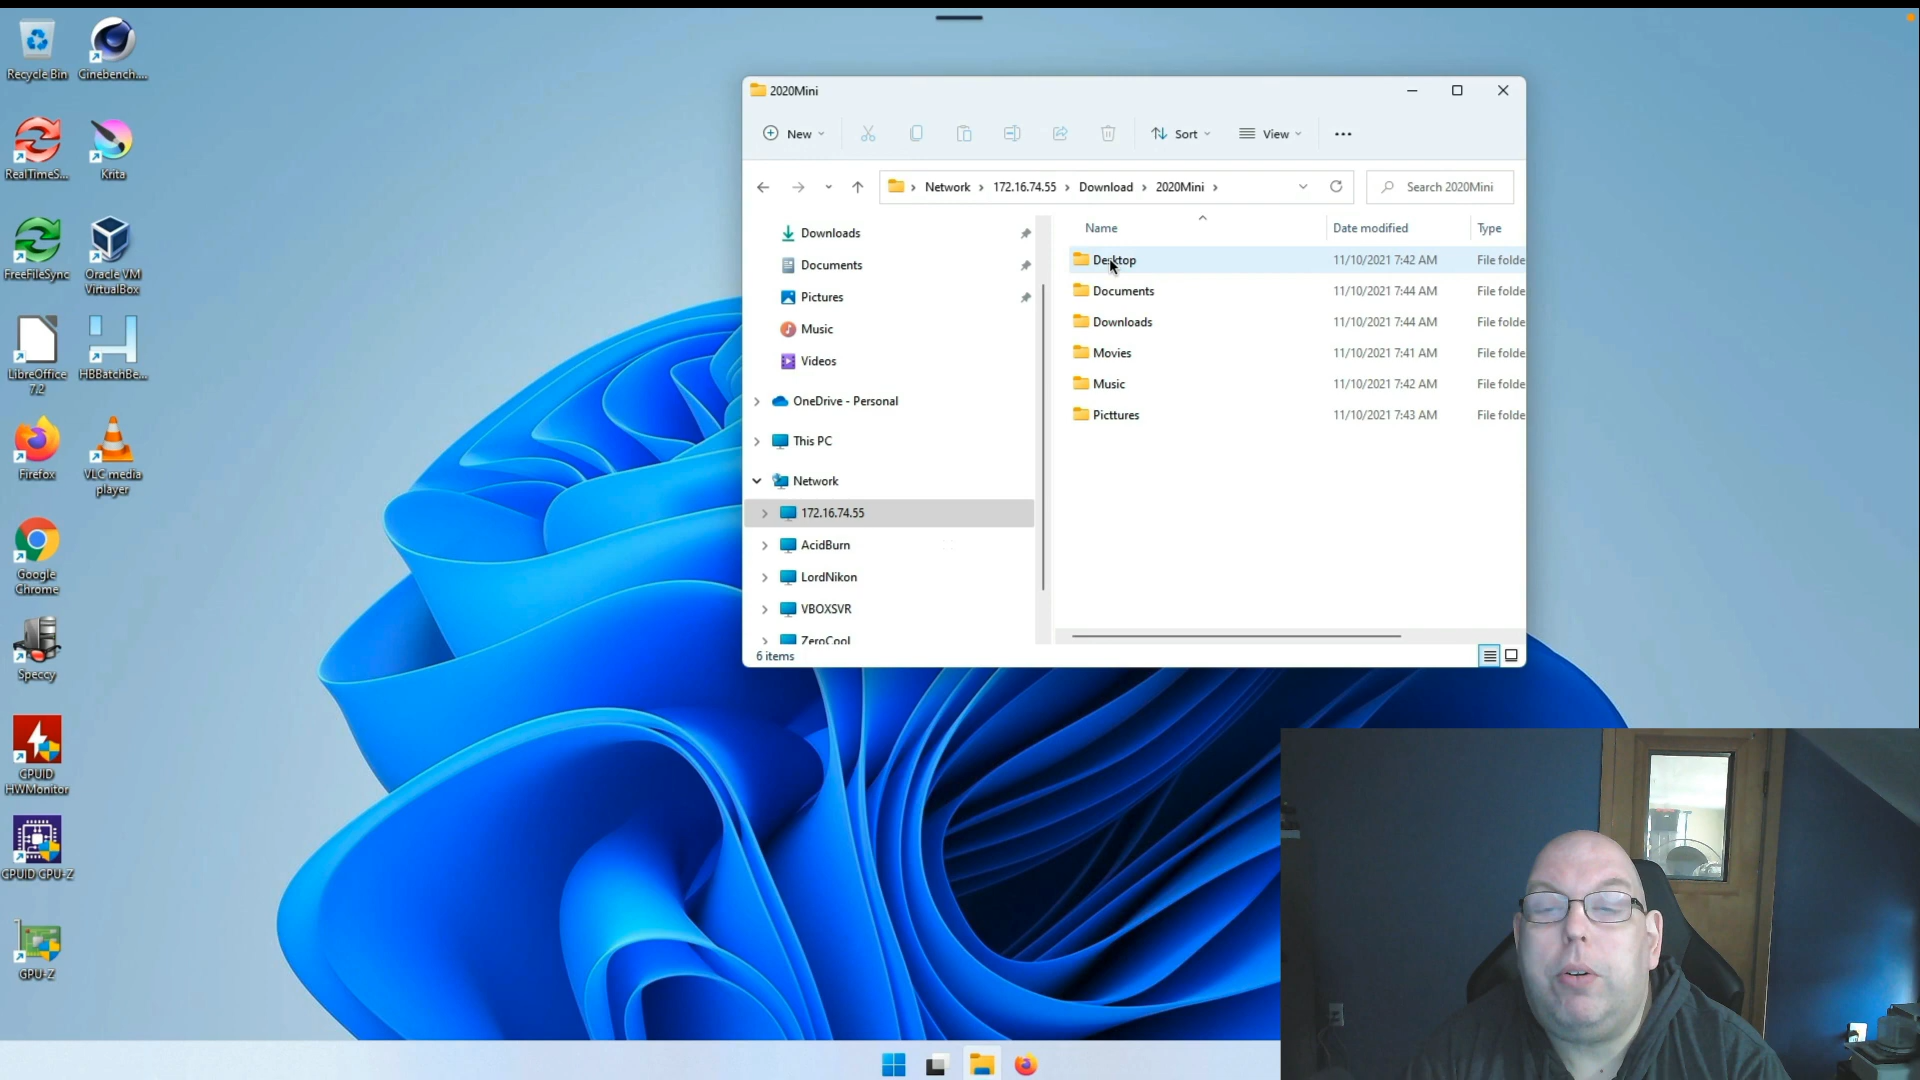 Recycle Bin
Cinebench....
RealTimeS...
Krita
FreeFileSync
Oracle VM
VirtualBox
LibreOffice
7.2
HBBatchBe...
Firefox
VLC media
player
Google
Chrome
Speccy
CPUID
HWMonitor
CPUID CPU-Z
GPU-Z
2020Mini
New
Sort
View
Network
172.16.74.55
Download
2020Mini
Search 2020Mini
Downloads
Documents
Pictures
Music
Videos
OneDrive - Personal
This PC
Network
172.16.74.55
AcidBurn
LordNikon
VBOXSVR
ZeroCool
Name Date modified Type
Desktop 11/10/2021 7:42 AM File folde
Documents 11/10/2021 7:44 AM File folde
Downloads 11/10/2021 7:44 AM File folde
Movies 11/10/2021 7:41 AM File folde
Music 11/10/2021 7:42 AM File folde
Picttures 11/10/2021 7:43 AM File folde
6 items